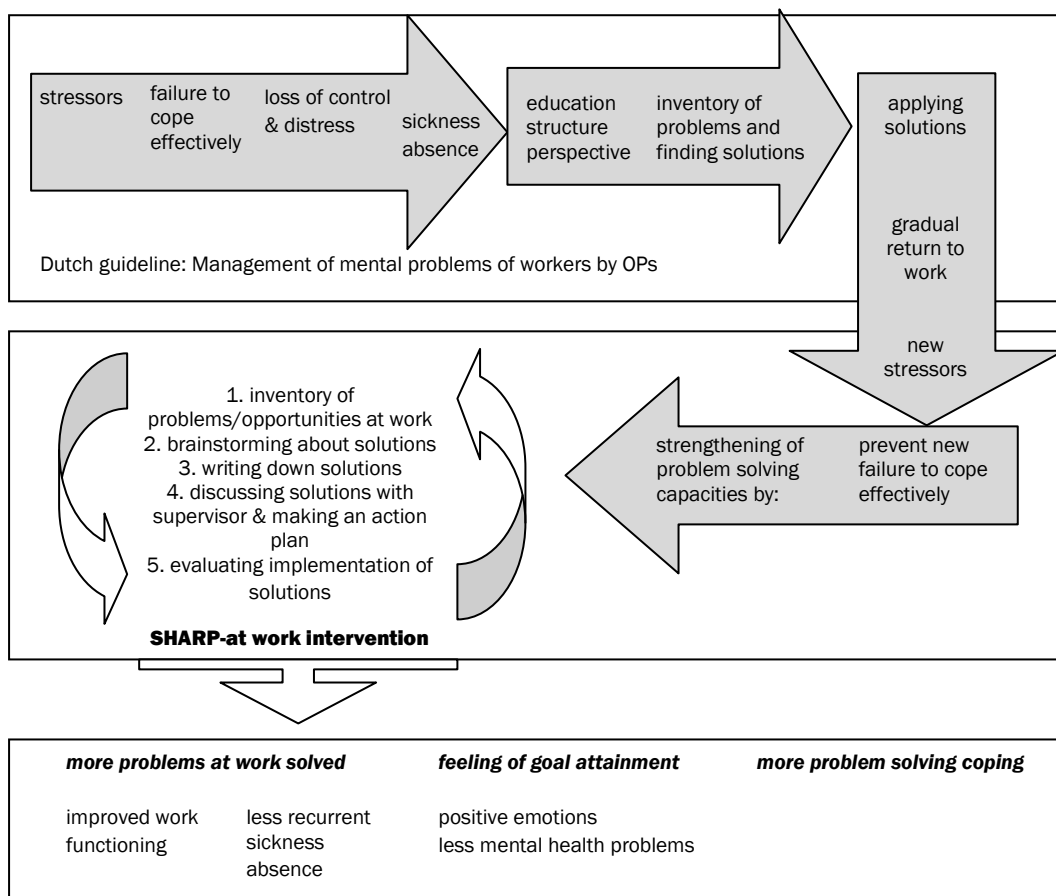 stressors
failure to
cope
effectively
loss of control
& distress
sickness
absence
education
structure
perspective
inventory of
problems and
finding solutions
applying
solutions
gradual
return to
work
new
stressors
Dutch guideline: Management of mental problems of workers by OPs
prevent new
failure to cope
effectively
strengthening of
problem solving
capacities by:
1. inventory of
problems/opportunities at work
2. brainstorming about solutions
3. writing down solutions
4. discussing solutions with
supervisor & making an action
plan
5. evaluating implementation of
solutions
SHARP-at work intervention
more problems at work solved
improved work
functioning
less recurrent
sickness
absence
feeling of goal attainment
positive emotions
less mental health problems
more problem solving coping